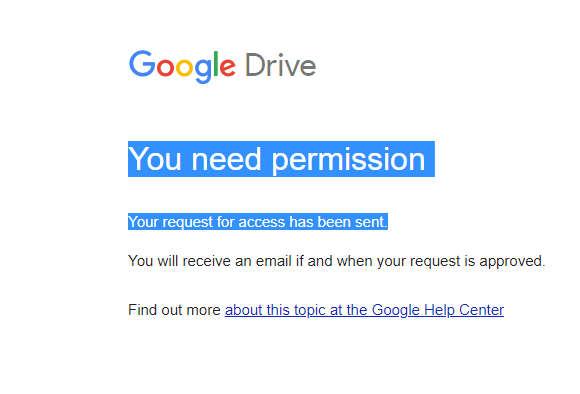 Google Drive
You need permission
Your request for access has been sent.
You will receive an email if and when your request is approved.
Find out more about this topic at the Google Help Center